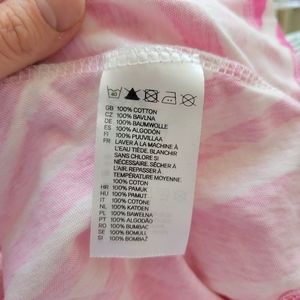 40
GB 100% COTTON
CZ 100% BAVLNA
DE 100% BAUMWOLLE
ES 100% ALGODÓN
FI 100% PUUVILLAA
FR LAVER À LA MACHINE À
L'EAU TIÈDE. BLANCHIR
SANS CHLORE SI
NÉCESSAIRE. SÉCHER À
L'AIR. REPASSER À
TEMPÉRATURE MOYENNE.
100% COTON
HR 100% PAMUK
HU 100% PAMUT
IT 100% COTONE
NL 100% KATOEN
PL 100% BAWEŁNA
PT 100% ALGODÃO
RO 100% BUMBAC
SE 100% BOMULL
SI 100% BOMBAŽ